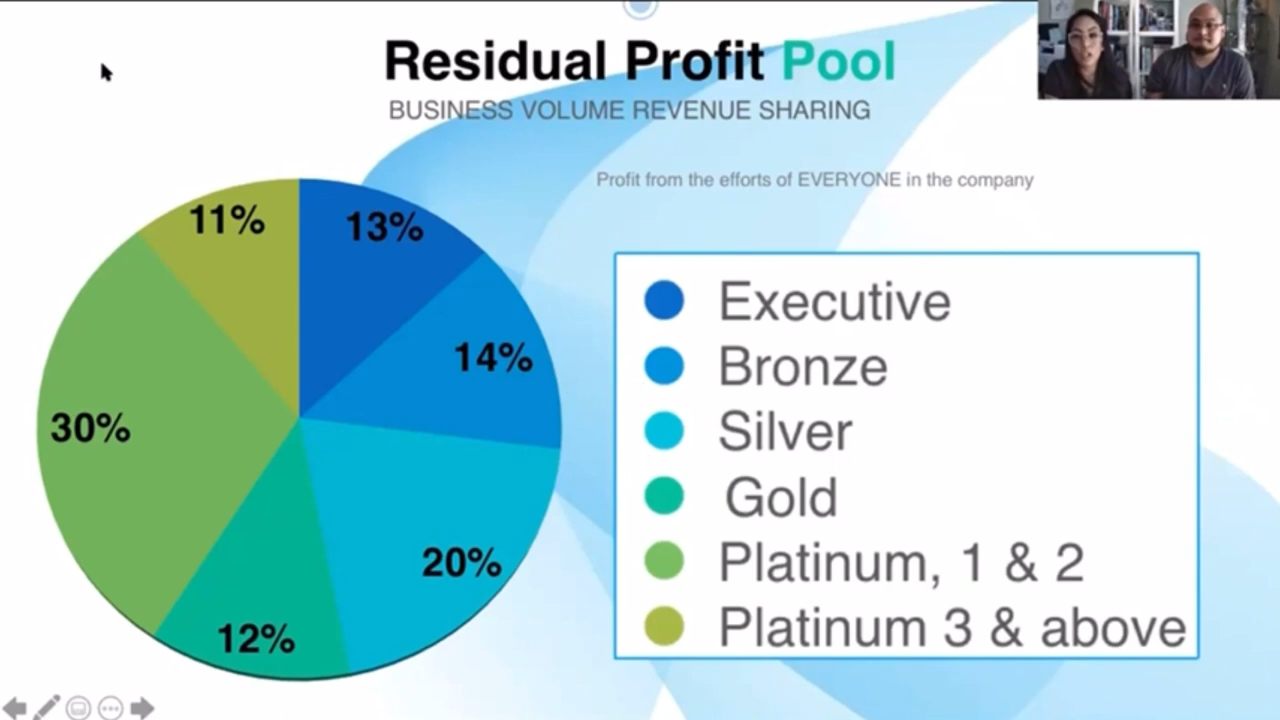 Residual Profit Pool
BUSINESS VOLUME REVENUE SHARING
Profit from the efforts of EVERYONE in the company
11%
13%
14%
30%
20%
12%
Executive
Bronze
Silver
Gold
Platinum, 1 & 2
Platinum 3 & above